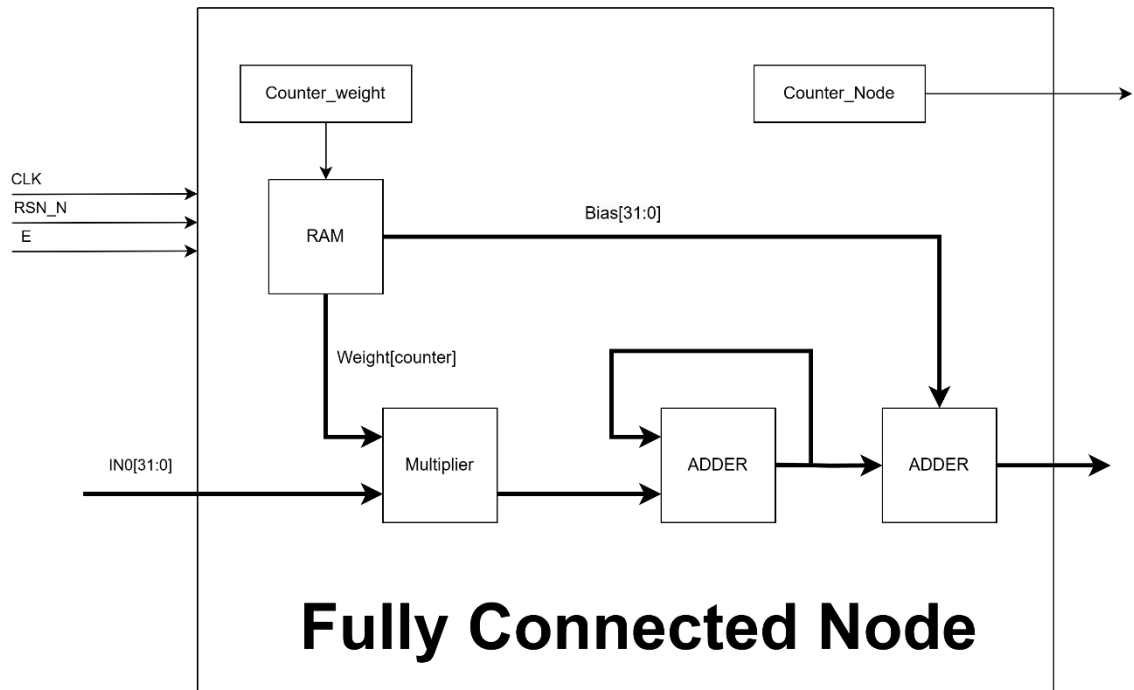 Counter_weight
Counter_Node
CLK
RSN_N
E
RAM
Bias[31:0]
Weight[counter]
IN0[31:0]
Multiplier
ADDER
ADDER
Fully Connected Node